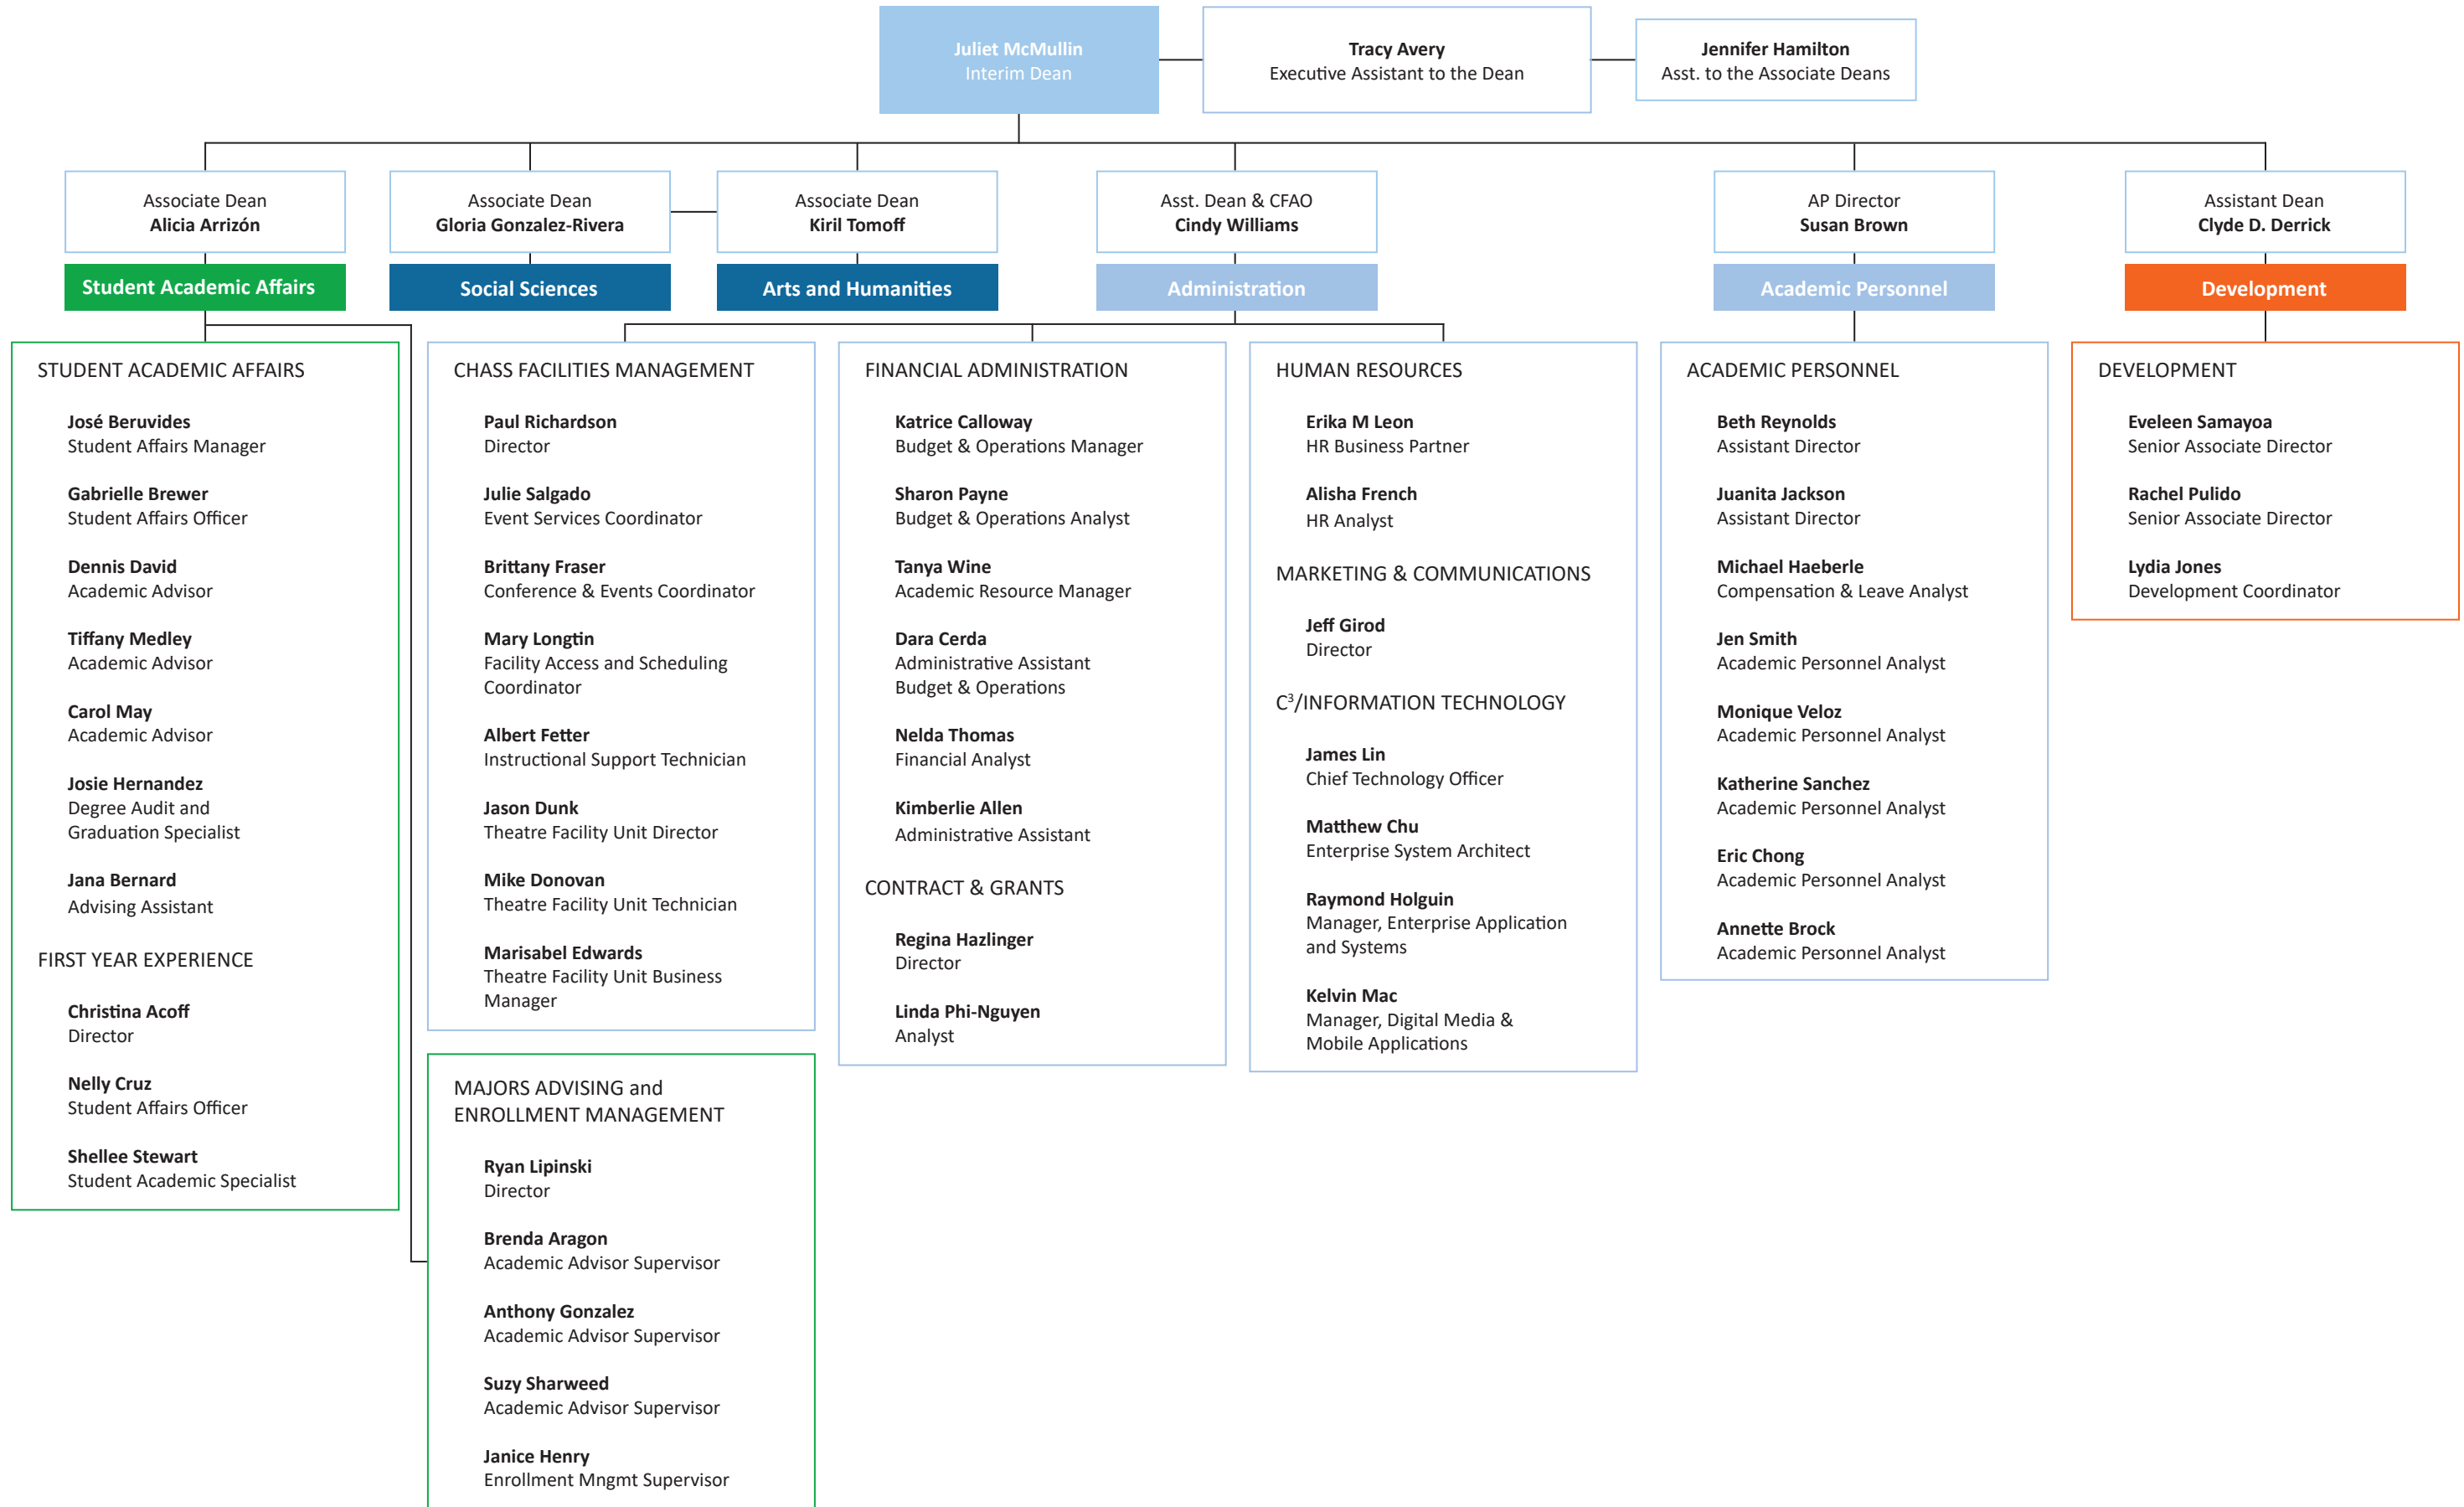 Juliet McMullin
Interim Dean
Tracy Avery
Executive Assistant to the Dean
Jennifer Hamilton
Asst. to the Associate Deans
Associate Dean
Alicia Arrizón
Student Academic Affairs
Associate Dean
Gloria Gonzalez-Rivera
Social Sciences
Associate Dean
Kiril Tomoff
Arts and Humanities
Asst. Dean & CFAO
Cindy Williams
Administration
AP Director
Susan Brown
Academic Personnel
Assistant Dean
Clyde D. Derrick
Development
STUDENT ACADEMIC AFFAIRS
José Beruvides
Student Affairs Manager
Gabrielle Brewer
Student Affairs Officer
Dennis David
Academic Advisor
Tiffany Medley
Academic Advisor
Carol May
Academic Advisor
Josie Hernandez
Degree Audit and
Graduation Specialist
Jana Bernard
Advising Assistant
FIRST YEAR EXPERIENCE
Christina Acoff
Director
Nelly Cruz
Student Affairs Officer
Shellee Stewart
Student Academic Specialist
CHASS FACILITIES MANAGEMENT
Paul Richardson
Director
Julie Salgado
Event Services Coordinator
Brittany Fraser
Conference & Events Coordinator
Mary Longtin
Facility Access and Scheduling
Coordinator
Albert Fetter
Instructional Support Technician
Jason Dunk
Theatre Facility Unit Director
Mike Donovan
Theatre Facility Unit Technician
Marisabel Edwards
Theatre Facility Unit Business
Manager
MAJORS ADVISING and
ENROLLMENT MANAGEMENT
Ryan Lipinski
Director
Brenda Aragon
Academic Advisor Supervisor
Anthony Gonzalez
Academic Advisor Supervisor
Suzy Sharweed
Academic Advisor Supervisor
Janice Henry
Enrollment Mngmt Supervisor
FINANCIAL ADMINISTRATION
Katrice Calloway
Budget & Operations Manager
Sharon Payne
Budget & Operations Analyst
Tanya Wine
Academic Resource Manager
Dara Cerda
Administrative Assistant
Budget & Operations
Nelda Thomas
Financial Analyst
Kimberlie Allen
Administrative Assistant
CONTRACT & GRANTS
Regina Hazlinger
Director
Linda Phi-Nguyen
Analyst
HUMAN RESOURCES
Erika M Leon
HR Business Partner
Alisha French
HR Analyst
MARKETING & COMMUNICATIONS
Jeff Girod
Director
C³/INFORMATION TECHNOLOGY
James Lin
Chief Technology Officer
Matthew Chu
Enterprise System Architect
Raymond Holguin
Manager, Enterprise Application
and Systems
Kelvin Mac
Manager, Digital Media &
Mobile Applications
ACADEMIC PERSONNEL
Beth Reynolds
Assistant Director
Juanita Jackson
Assistant Director
Michael Haeberle
Compensation & Leave Analyst
Jen Smith
Academic Personnel Analyst
Monique Veloz
Academic Personnel Analyst
Katherine Sanchez
Academic Personnel Analyst
Eric Chong
Academic Personnel Analyst
Annette Brock
Academic Personnel Analyst
DEVELOPMENT
Eveleen Samayoa
Senior Associate Director
Rachel Pulido
Senior Associate Director
Lydia Jones
Development Coordinator